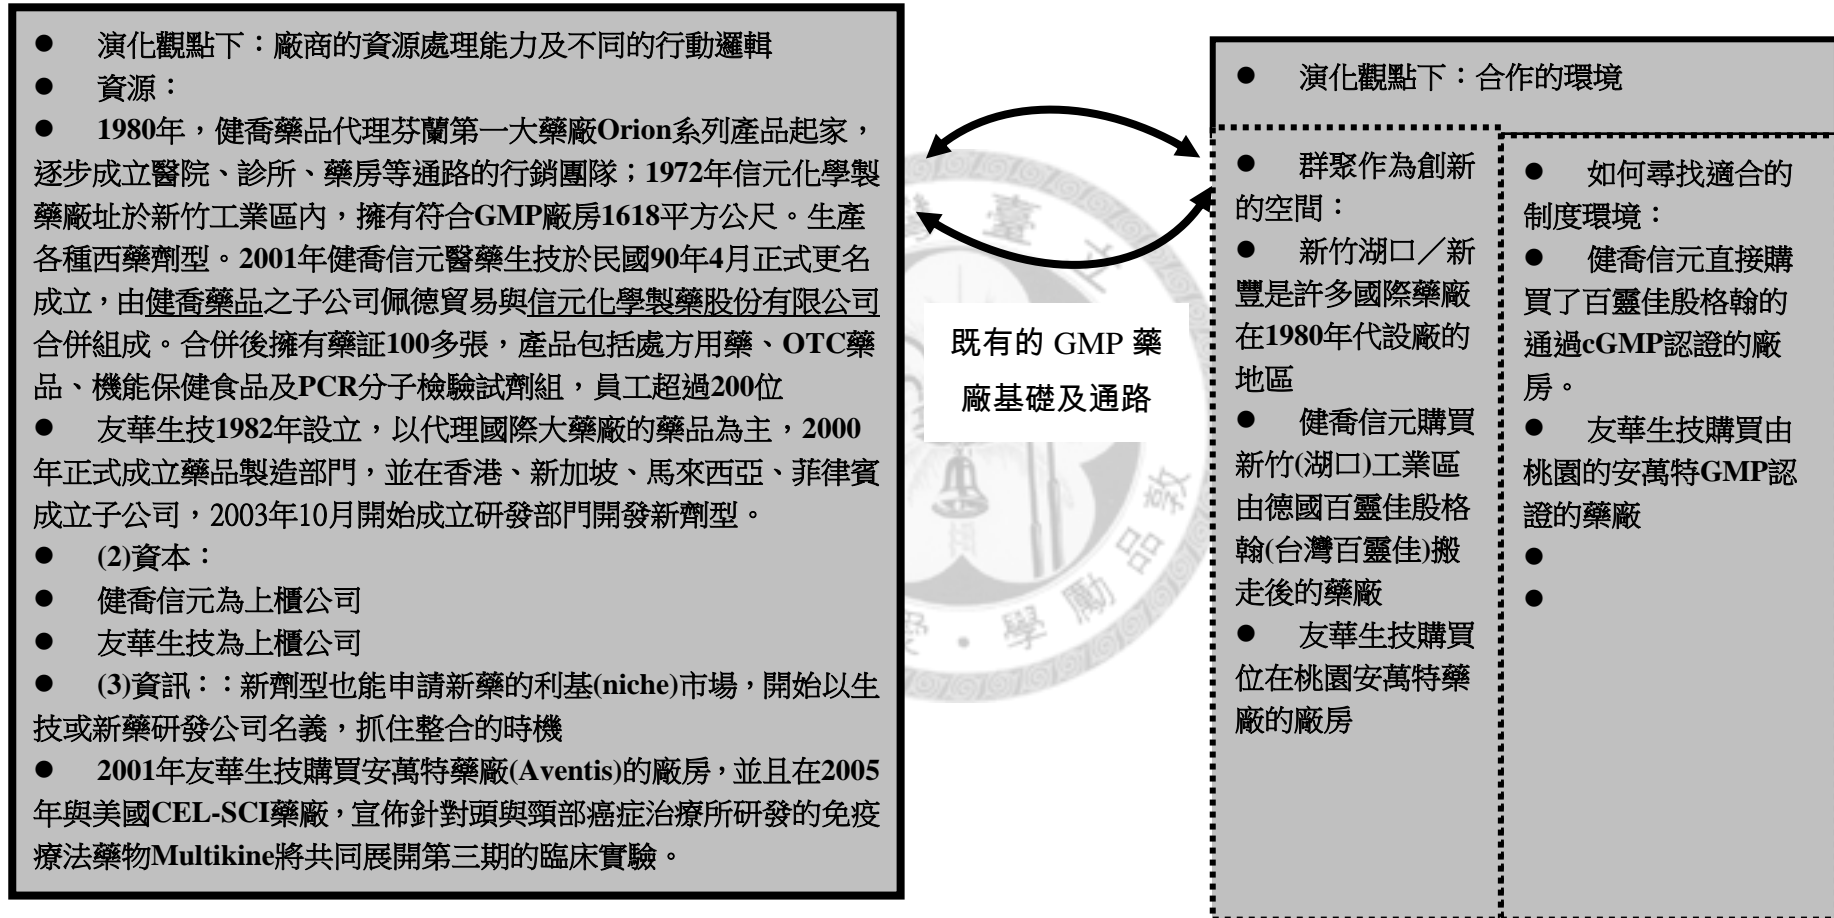 ● 演化觀點下：廠商的資源處理能力及不同的行動邏輯
● 資源：
● 1980年，健喬藥品代理芬蘭第一大藥廠Orion系列產品起家，
逐步成立醫院、診所、藥房等通路的行銷團隊；1972年信元化學製
藥廠址於新竹工業區內，擁有符合GMP廠房1618平方公尺。生產
各種西藥劑型。2001年健喬信元醫藥生技於民國90年4月正式更名
成立，由健喬藥品之子公司佩德貿易與信元化學製藥股份有限公司
合併組成。合併後擁有藥証100多張，產品包括處方用藥、OTC藥
品、機能保健食品及PCR分子檢驗試劑組，員工超過200位
● 友華生技1982年設立，以代理國際大藥廠的藥品為主，2000
年正式成立藥品製造部門，並在香港、新加坡、馬來西亞、菲律賓
成立子公司，2003年10月開始成立研發部門開發新劑型。
● (2)資本：
● 健喬信元為上櫃公司
● 友華生技為上櫃公司
● (3)資訊：：新劑型也能申請新藥的利基(niche)市場，開始以生
技或新藥研發公司名義，抓住整合的時機
● 2001年友華生技購買安萬特藥廠(Aventis)的廠房，並且在2005
年與美國CEL-SCI藥廠，宣佈針對頭與頸部癌症治療所研發的免疫
療法藥物Multikine將共同展開第三期的臨床實驗。
既有的 GMP 藥
廠基礎及通路
● 演化觀點下：合作的環境
● 群聚作為創新
的空間：
● 新竹湖口／新
豐是許多國際藥廠
在1980年代設廠的
地區
● 健喬信元購買
新竹(湖口)工業區
由德國百靈佳殷格
翰(台灣百靈佳)搬
走後的藥廠
● 友華生技購買
位在桃園安萬特藥
廠的廠房
● 如何尋找適合的
制度環境：
● 健喬信元直接購
買了百靈佳殷格翰的
通過cGMP認證的廠
房。
● 友華生技購買由
桃園的安萬特GMP認
證的藥廠
●
●
臺
學
勵
品
敦